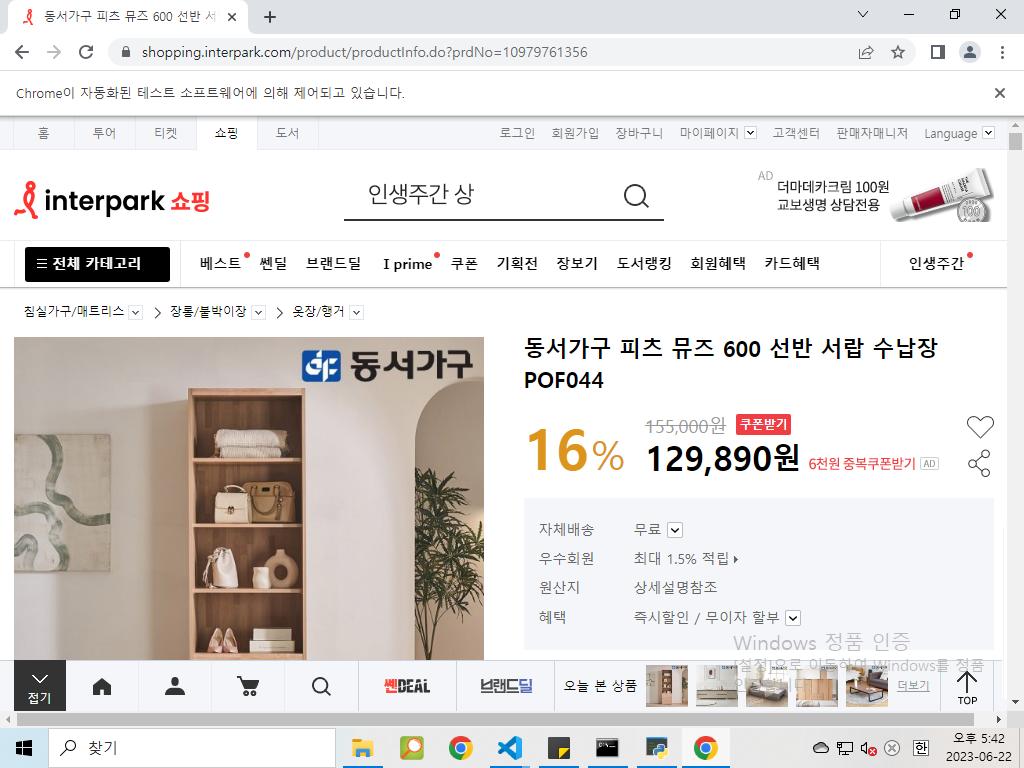 동서가구 피츠 뮤즈 600 선반 서
shopping.interpark.com/product/productInfo.do?prdNo=10979761356
Chrome이 자동화된 테스트 소프트웨어에 의해 제어되고 있습니다.
홈 투어 티켓 쇼핑 도서 로그인 회원가입 장바구니 마이페이지 고객센터 판매자매니저 Language
interpark 쇼핑
인생주간 상
AD
더마데카크림 100원
교보생명 상담전용
100
전체 카테고리 베스트 쎈딜 브랜드딜 I prime 쿠폰 기획전 장보기 도서랭킹 회원혜택 카드혜택 인생주간
침실가구/매트리스 장롱/붙박이장 옷장/행거
동서가구
동서가구 피츠 뮤즈 600 선반 서랍 수납장
POF044
16% 155,000원 쿠폰받기
129,890원 6천원 중복쿠폰받기 AD
자체배송 무료
우수회원 최대 1.5% 적립
원산지 상세설명참조
혜택 즉시할인 / 무이자 할부
Windows 정품 인증
[설정]으로 이동하여 Windows를 정품
접기
쎈DEAL 브랜드딜 오늘 본 상품 더보기 TOP
찾기
한
오후 5:42
2023-06-22